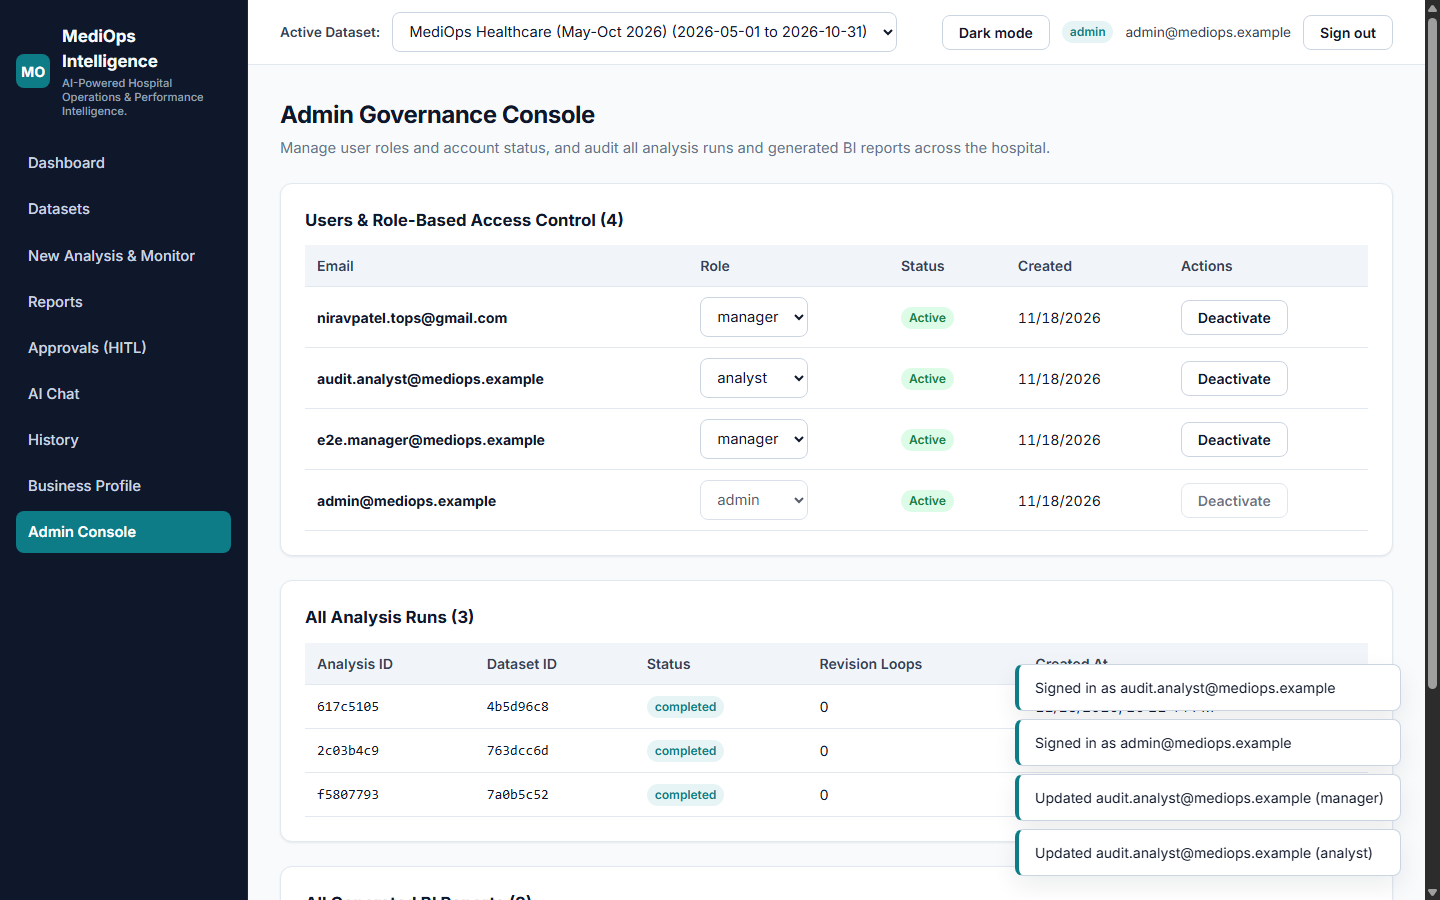 MO
MediOps
Intelligence
AI-Powered Hospital
Operations & Performance
Intelligence.
Dashboard
Datasets
New Analysis & Monitor
Reports
Approvals (HITL)
AI Chat
History
Business Profile
Admin Console
Active Dataset: MediOps Healthcare (May-Oct 2026) (2026-05-01 to 2026-10-31) Dark mode admin admin@mediops.example Sign out
Admin Governance Console
Manage user roles and account status, and audit all analysis runs and generated BI reports across the hospital.
Users & Role-Based Access Control (4)
Email Role Status Created Actions
niravpatel.tops@gmail.com manager Active 11/18/2026 Deactivate
audit.analyst@mediops.example analyst Active 11/18/2026 Deactivate
e2e.manager@mediops.example manager Active 11/18/2026 Deactivate
admin@mediops.example admin Active 11/18/2026 Deactivate
All Analysis Runs (3)
Analysis ID Dataset ID Status Revision Loops Created At
617c5105 4b5d96c8 completed 0
2c03b4c9 763dcc6d completed 0
f5807793 7a0b5c52 completed 0
Signed in as audit.analyst@mediops.example
Signed in as admin@mediops.example
Updated audit.analyst@mediops.example (manager)
Updated audit.analyst@mediops.example (analyst)
All Generated BI Reports